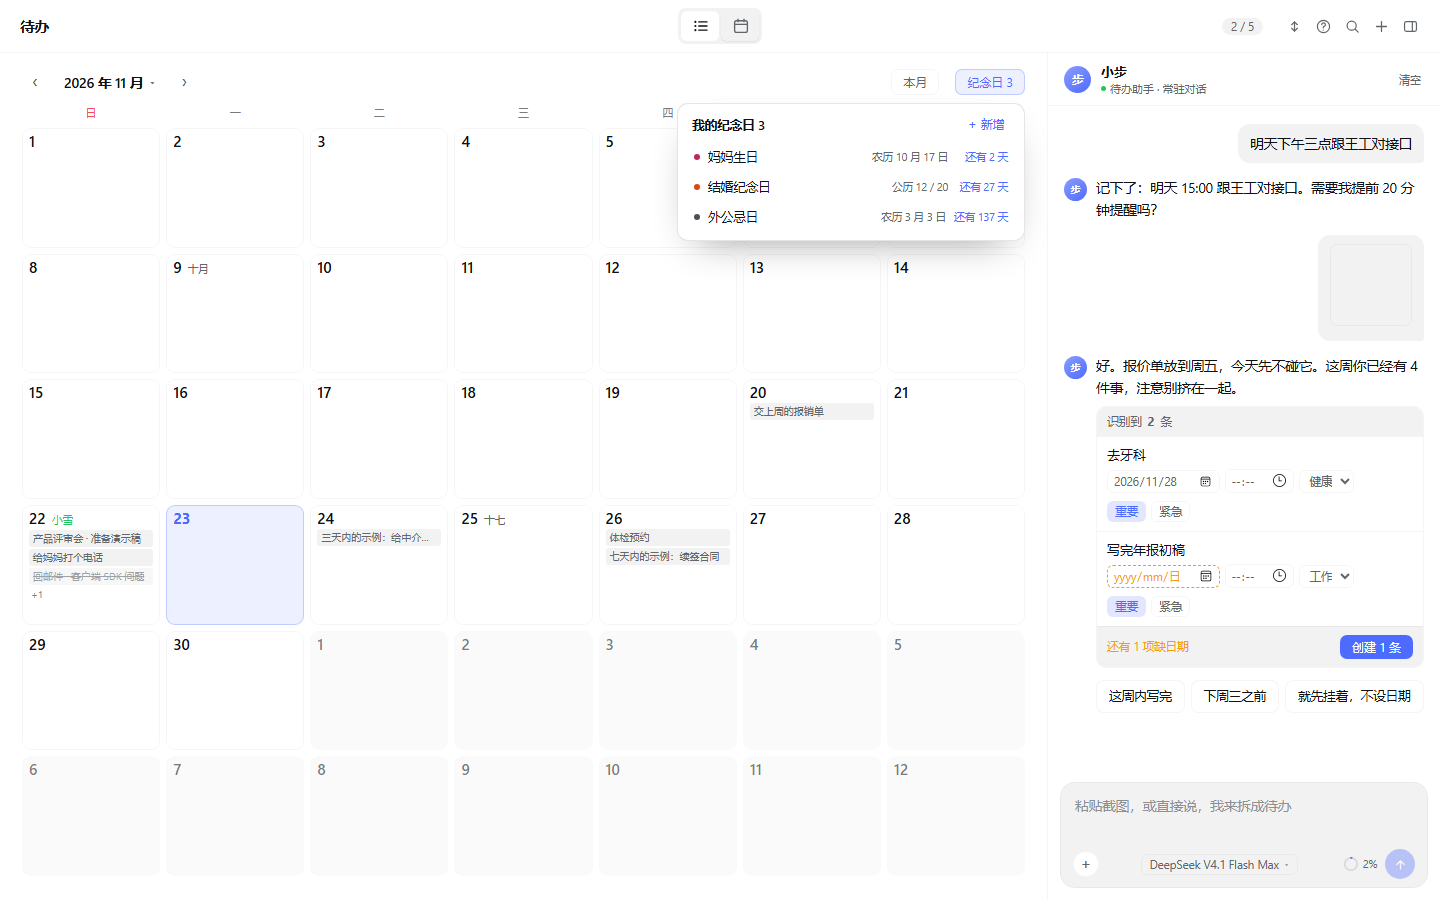 待办
2 / 5
2026 年 11 月
本月
纪念日 3
日 一 二 三 四
我的纪念日 3
+ 新增
妈妈生日 农历 10 月 17 日 还有 2 天
结婚纪念日 公历 12 / 20 还有 27 天
外公忌日 农历 3 月 3 日 还有 137 天
1 2 3 4 5
8 9 十月 10 11 12 13 14
15 16 17 18 19 20 21
交上周的报销单
22 小雪 23 24 25 十七 26 27 28
产品评审会 · 准备演示稿
给妈妈打个电话
回邮件 · 客户端 SDK 问题
+1
三天内的示例：给中介...
体检预约
七天内的示例：续签合同
29 30 1 2 3 4 5
6 7 8 9 10 11 12
步
小步
待办助手 · 常驻对话
清空
明天下午三点跟王工对接口
步
记下了：明天 15:00 跟王工对接口。需要我提前 20 分
钟提醒吗？
步
好。报价单放到周五，今天先不碰它。这周你已经有 4
件事，注意别挤在一起。
识别到 2 条
去牙科
2026/11/28 --:-- 健康
重要 紧急
写完年报初稿
yyyy/mm/日 --:-- 工作
重要 紧急
还有 1 项缺日期
创建 1 条
这周内写完
下周三之前
就先挂着，不设日期
粘贴截图，或直接说，我来拆成待办
+
DeepSeek V4.1 Flash Max
2%